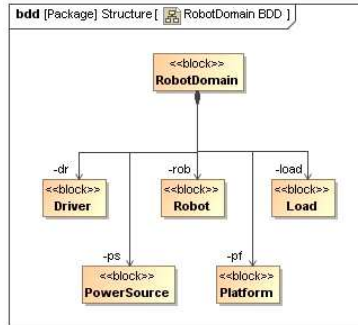 bdd [Package] Structure [ RobotDomain BDD ]
<<block>>
RobotDomain
-dr
-rob
-load
<<block>>
Driver
<<block>>
Robot
<<block>>
Load
-ps
-pf
<<block>>
PowerSource
<<block>>
Platform